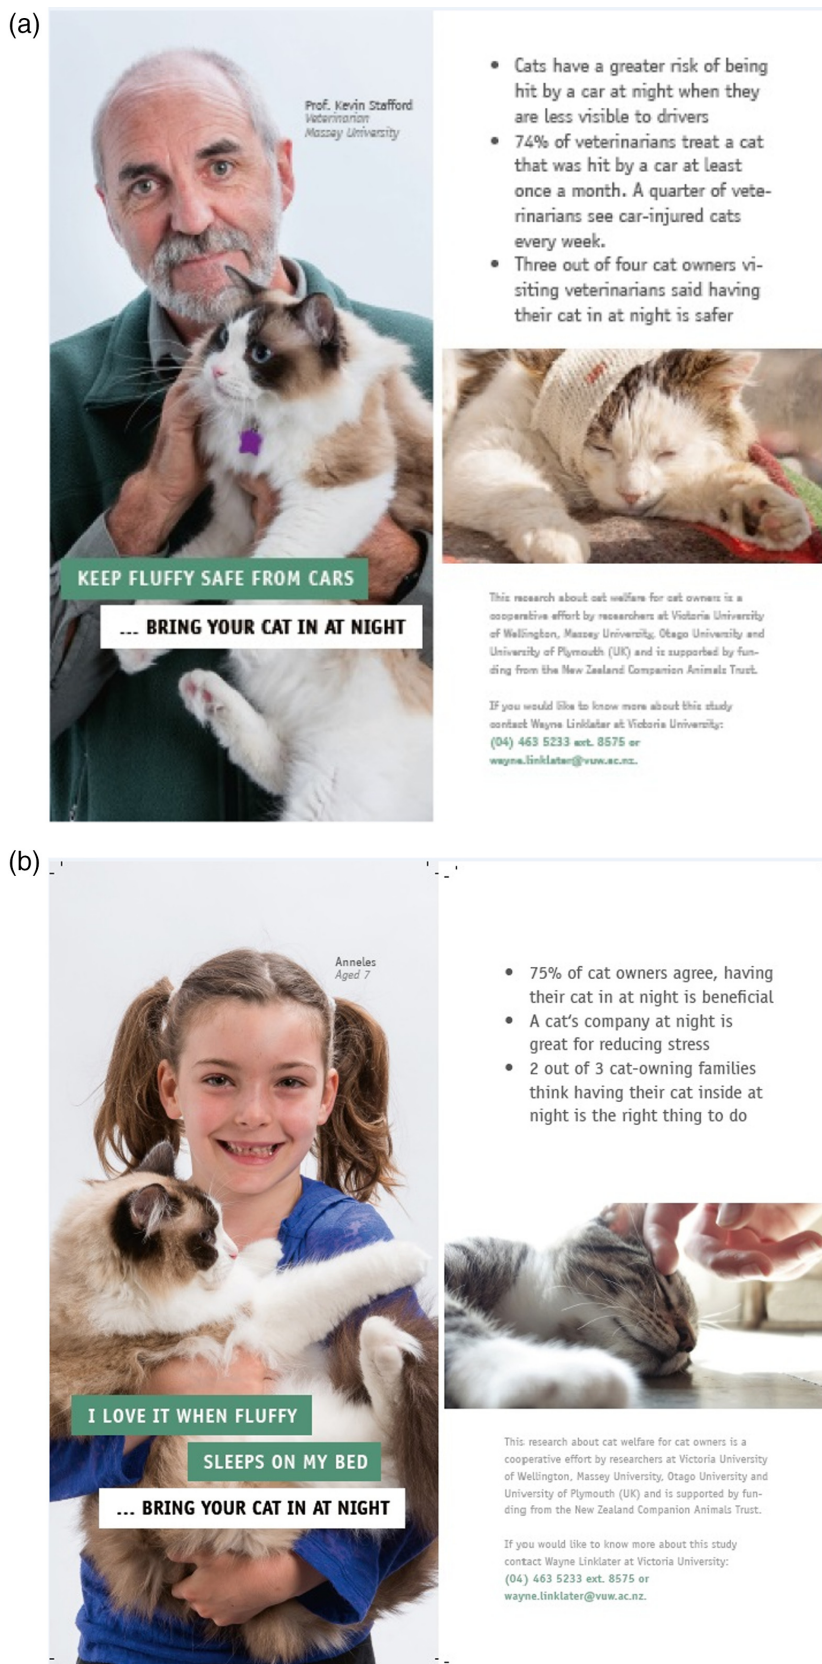 (a)
Prof. Kevin Stafford
Veterinarian
Massey University
KEEP FLUFFY SAFE FROM CARS
... BRING YOUR CAT IN AT NIGHT
• Cats have a greater risk of being
hit by a car at night when they
are less visible to drivers
• 74% of veterinarians treat a cat
that was hit by a car at least
once a month. A quarter of vete-
rinarians see car-injured cats
every week.
• Three out of four cat owners vi-
siting veterinarians said having
their cat in at night is safer
This research about cat welfare for cat owners is a
cooperative effort by researchers at Victoria University
of Wellington, Massey University, Otago University and
University of Plymouth (UK) and is supported by fun-
ding from the New Zealand Companion Animals Trust.
If you would like to know more about this study
contact Wayne Linklater at Victoria University:
(04) 463 5233 ext. 8575 or
wayne.linklater@vuw.ac.nz.
(b)
Anneles
Aged 7
I LOVE IT WHEN FLUFFY
SLEEPS ON MY BED
... BRING YOUR CAT IN AT NIGHT
• 75% of cat owners agree, having
their cat in at night is beneficial
• A cat's company at night is
great for reducing stress
• 2 out of 3 cat-owning families
think having their cat inside at
night is the right thing to do
This research about cat welfare for cat owners is a
cooperative effort by researchers at Victoria University
of Wellington, Massey University, Otago University and
University of Plymouth (UK) and is supported by fun-
ding from the New Zealand Companion Animals Trust.
If you would like to know more about this study
contact Wayne Linklater at Victoria University:
(04) 463 5233 ext. 8575 or
wayne.linklater@vuw.ac.nz.